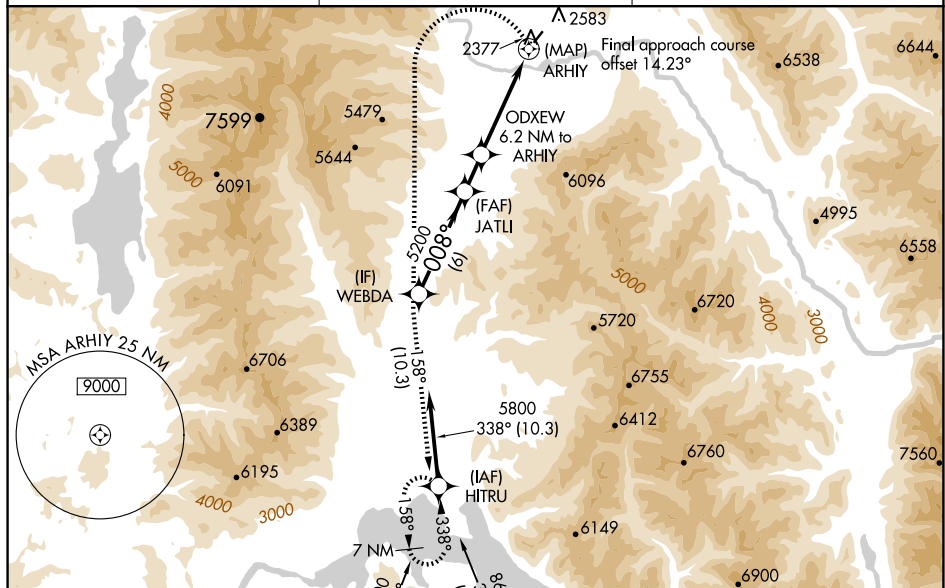 2583
2377
(MAP)
ARHIY
Final approach course
offset 14.23°
6538
6644
4000
7599
5479
5644
ODXEW
6.2 NM to
ARHIY
5000
6091
6096
(FAF)
JATLI
4995
6558
5200
008°
(6)
(IF)
WEBDA
5000
6720
4000
3000
5720
MSA ARHIY 25 NM
9000
6706
158°
(10.3)
6755
6412
5800
338° (10.3)
6389
6195
6760
7560
(IAF)
HITRU
4000
3000
158°
338°
7 NM
6149
6900